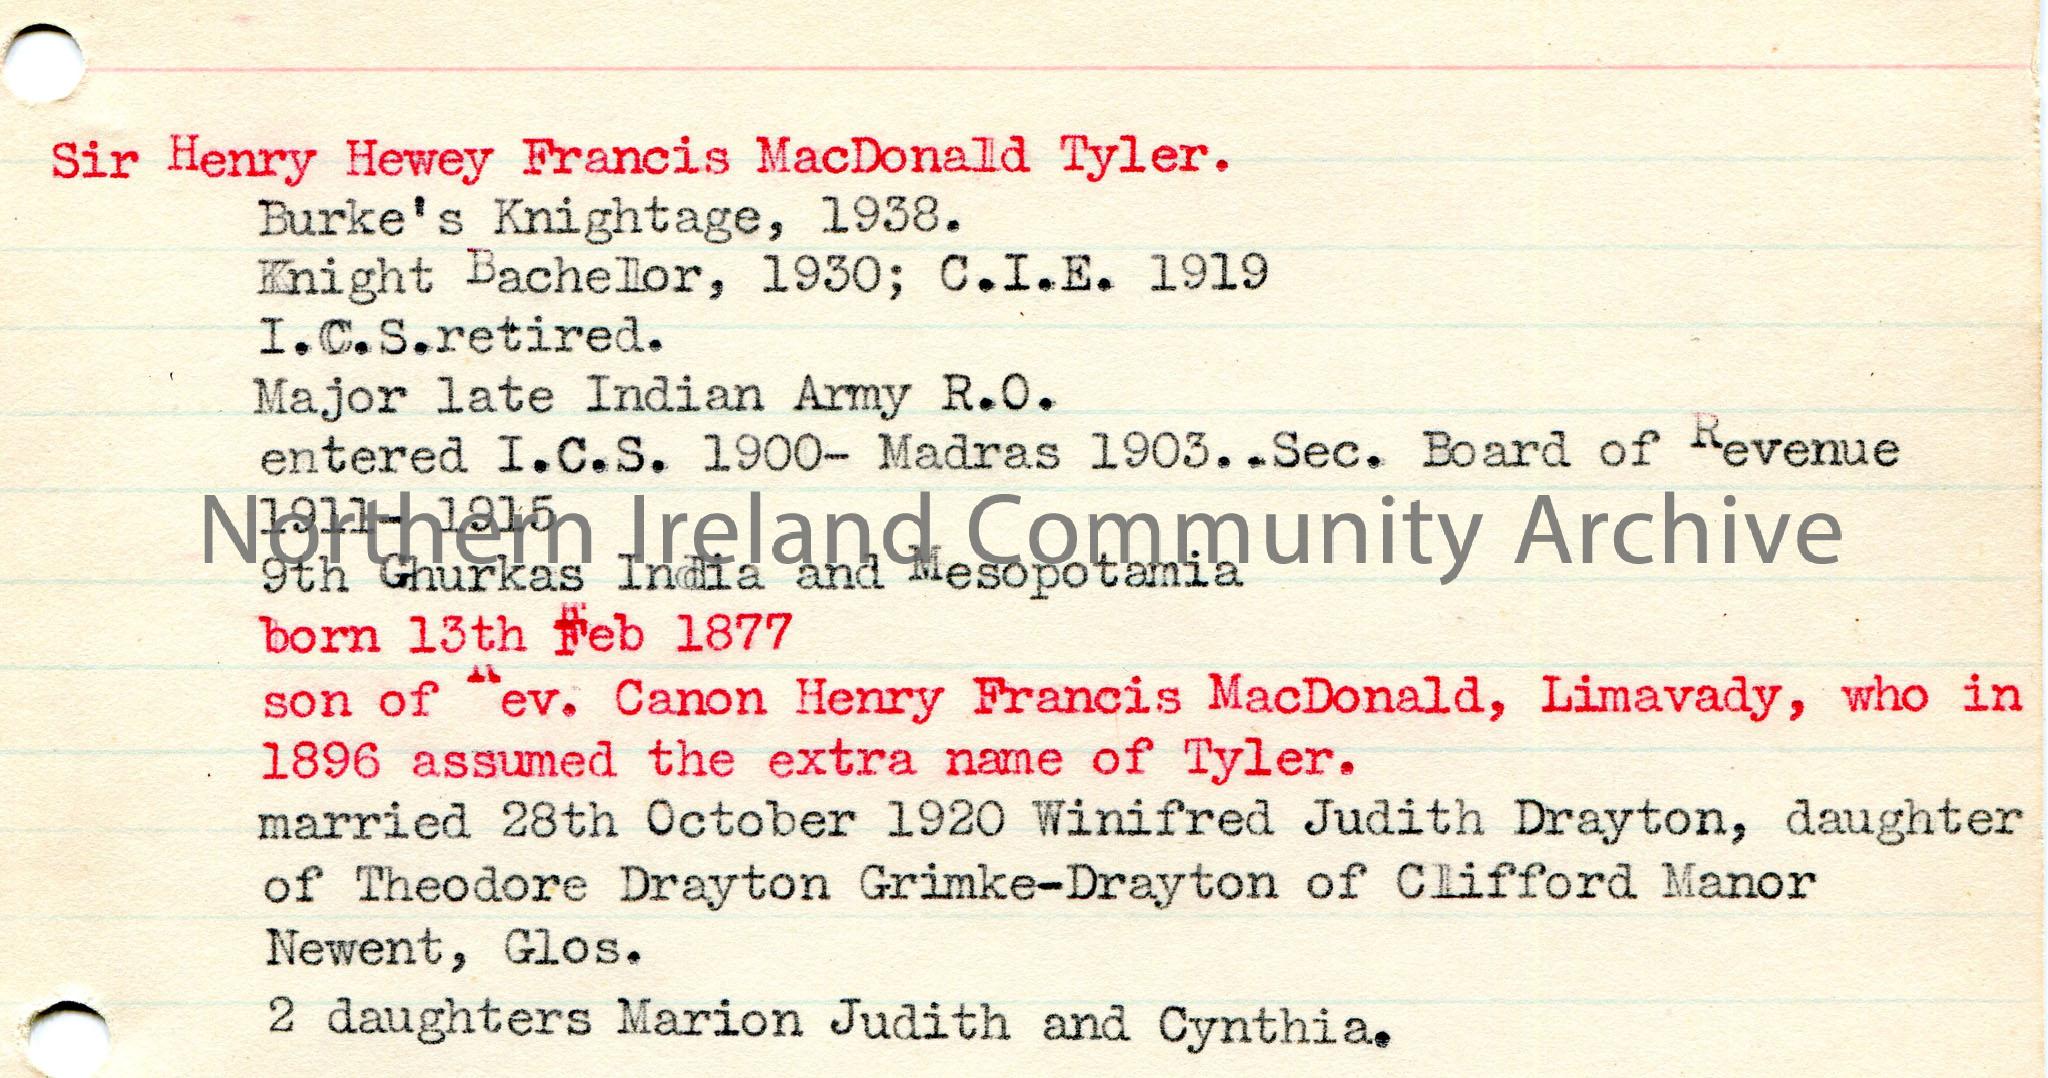 Sir Henry Hewey Francis MacDonald Tyler.
Burke's Knightage, 1938.
Knight Bachellor, 1930; C.I.E. 1919
I.C.S.retired.
Major late Indian Army R.O.
entered I.C.S. 1900- Madras 1903..Sec. Board of Revenue
1911- 1915
Northern Ireland Community Archive
9th Ghurkas India and Mesopotamia
born 13th Feb 1877
son of Rev. Canon Henry Francis MacDonald, Limavady, who in
1896 assumed the extra name of Tyler.
married 28th October 1920 Winifred Judith Drayton, daughter
of Theodore Drayton Grimke-Drayton of Clifford Manor
Newent, Glos.
2 daughters Marion Judith and Cynthia.